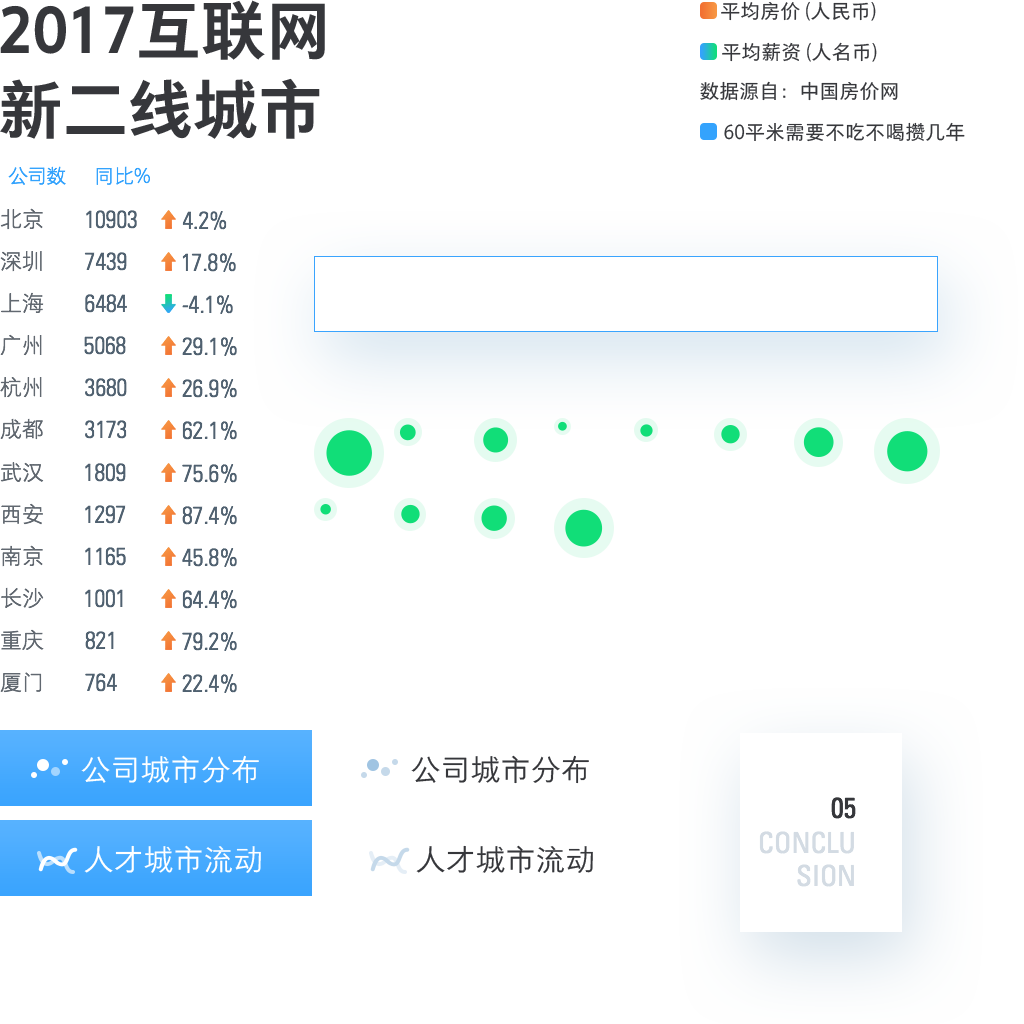 2017互联网
新二线城市
平均房价 (人民币)
平均薪资 (人名币)
数据源自：中国房价网
60平米需要不吃不喝攒几年
公司数 同比%
北京 10903 4.2%
深圳 7439 17.8%
上海 6484 -4.1%
广州 5068 29.1%
杭州 3680 26.9%
成都 3173 62.1%
武汉 1809 75.6%
西安 1297 87.4%
南京 1165 45.8%
长沙 1001 64.4%
重庆 821 79.2%
厦门 764 22.4%
公司城市分布
公司城市分布
人才城市流动
人才城市流动
05
CONCLU
SION